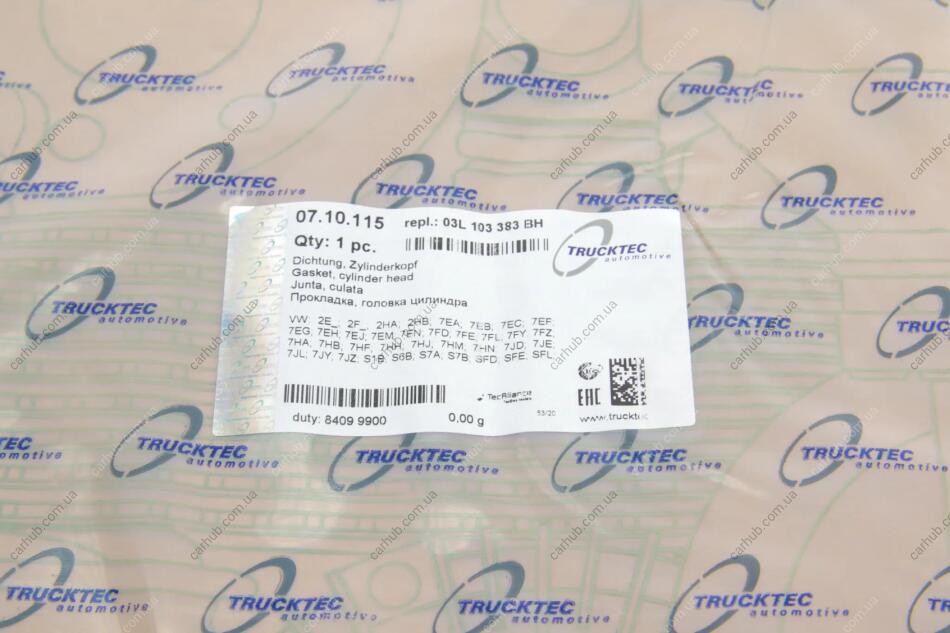 07.10.115 repl.: 03L 103 383 BH
Qty: 1 pc.
TRUCKTEC
automotive
Dichtung, Zylinderkopf
Gasket, cylinder head
Junta, culata
Прокладка, головка цилиндра
VW: 2E_, 2F_, 2HA; 2HB; 7EA; 7EB; 7EC; 7EF;
7EG; 7EH; 7EJ; 7EM; 7EN; 7FD; 7FE; 7FL; 7FY; 7FZ;
7HA; 7HB; 7HF; 7HH; 7HJ; 7HM; 7HN; 7JD; 7JE;
7JL; 7JY; 7JZ; S1B; S6B; S7A; S7B; SFD; SFE; SFL
TecAlliance
EAC
duty: 8409 9900 0,00 g 53/20 www.truckte
TRUCKTEC
automotive
carhub.com.ua